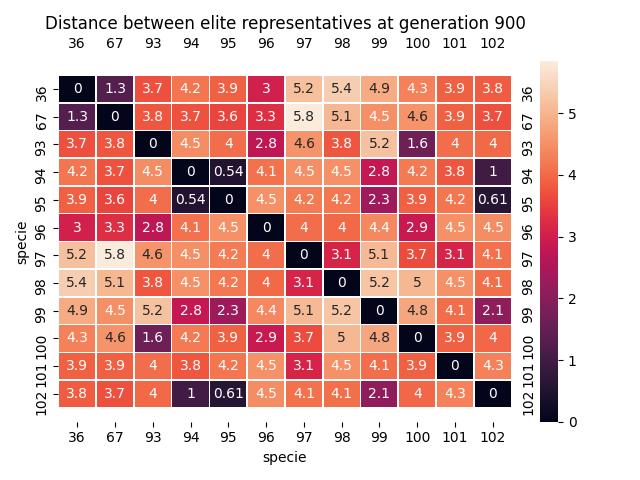 Distance between elite representatives at generation 900
36 67 93 94 95 96 97 98 99 100 101 102
36 0 1.3 3.7 4.2 3.9 3 5.2 5.4 4.9 4.3 3.9 3.8 36
67 1.3 0 3.8 3.7 3.6 3.3 5.8 5.1 4.5 4.6 3.9 3.7 67
93 3.7 3.8 0 4.5 4 2.8 4.6 3.8 5.2 1.6 4 4 93
94 4.2 3.7 4.5 0 0.54 4.1 4.5 4.5 2.8 4.2 3.8 1 94
95 3.9 3.6 4 0.54 0 4.5 4.2 4.2 2.3 3.9 4.2 0.61 95
96 3 3.3 2.8 4.1 4.5 0 4 4 4.4 2.9 4.5 4.5 96
97 5.2 5.8 4.6 4.5 4.2 4 0 3.1 5.1 3.7 3.1 4.1 97
98 5.4 5.1 3.8 4.5 4.2 4 3.1 0 5.2 5 4.5 4.1 98
99 4.9 4.5 5.2 2.8 2.3 4.4 5.1 5.2 0 4.8 4.1 2.1 99
100 4.3 4.6 1.6 4.2 3.9 2.9 3.7 5 4.8 0 3.9 4 100
101 3.9 3.9 4 3.8 4.2 4.5 3.1 4.5 4.1 3.9 0 4.3 101
102 3.8 3.7 4 1 0.61 4.5 4.1 4.1 2.1 4 4.3 0 102
36 67 93 94 95 96 97 98 99 100 101 102
specie
specie
5
4
3
2
1
0